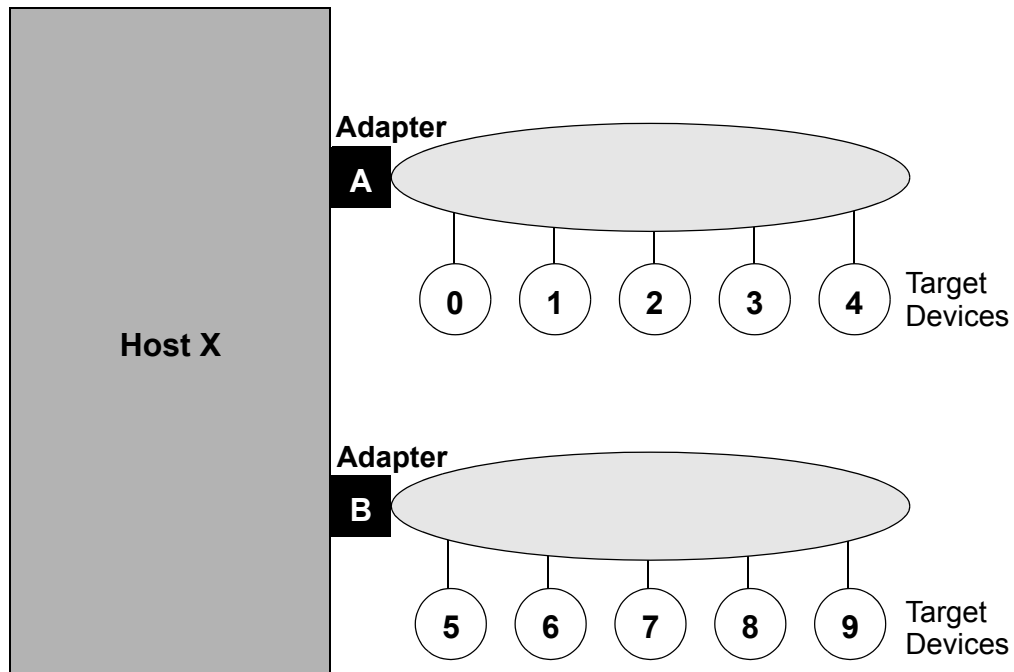 Adapter
A
0 1 2 3 4
Target
Devices
Host X
Adapter
B
5 6 7 8 9
Target
Devices